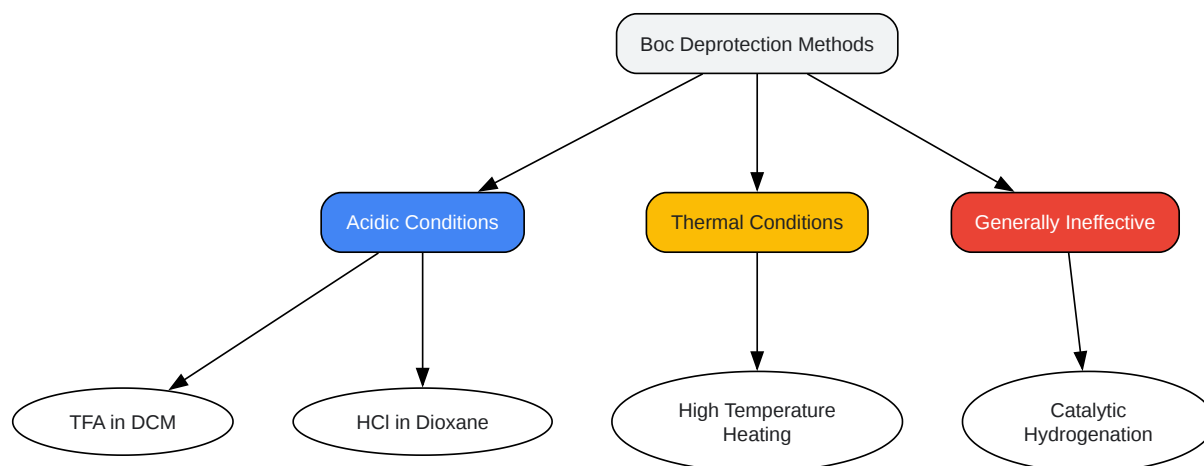 Boc Deprotection Methods
Acidic Conditions
Thermal Conditions
Generally Ineffective
TFA in DCM
HCl in Dioxane
High Temperature
Heating
Catalytic
Hydrogenation